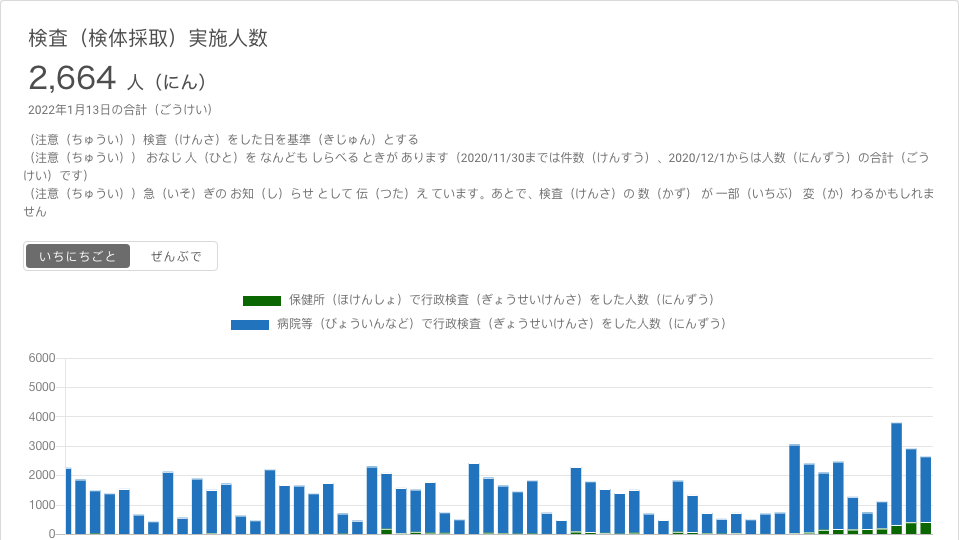 検査（検体採取）実施人数
2,664 人（にん）
2022年1月13日の合計（ごうけい）
（注意（ちゅうい））検査（けんさ）をした日を基準（きじゅん）とする
（注意（ちゅうい）） おなじ 人（ひと）を なんども しらべる ときが あります（2020/11/30までは件数（けんすう）、2020/12/1からは人数（にんずう）の合計（ごう
けい）です）
（注意（ちゅうい））急（いそ）ぎの お知（し）らせ として 伝（つた）え ています。あとで、検査（けんさ）の 数（かず） が 一部（いちぶ） 変（か）わるかもしれま
せん
いちにちごと ぜんぶで
保健所（ほけんしょ）で行政検査（ぎょうせいけんさ）をした人数（にんずう）
病院等（びょういんなど）で行政検査（ぎょうせいけんさ）をした人数（にんずう）
6000
5000
4000
3000
2000
1000
0